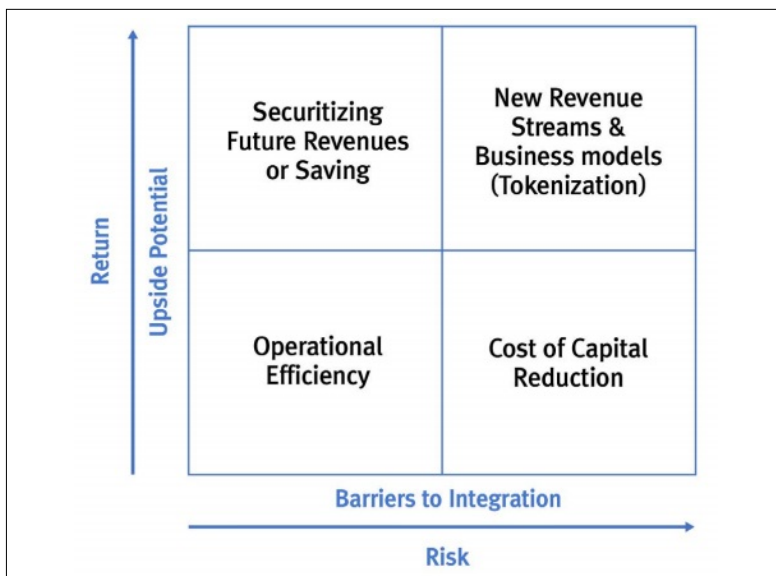 Return
Upside Potential
Securitizing
Future Revenues
or Saving
New Revenue
Streams &
Business models
(Tokenization)
Operational
Efficiency
Cost of Capital
Reduction
Barriers to Integration
Risk